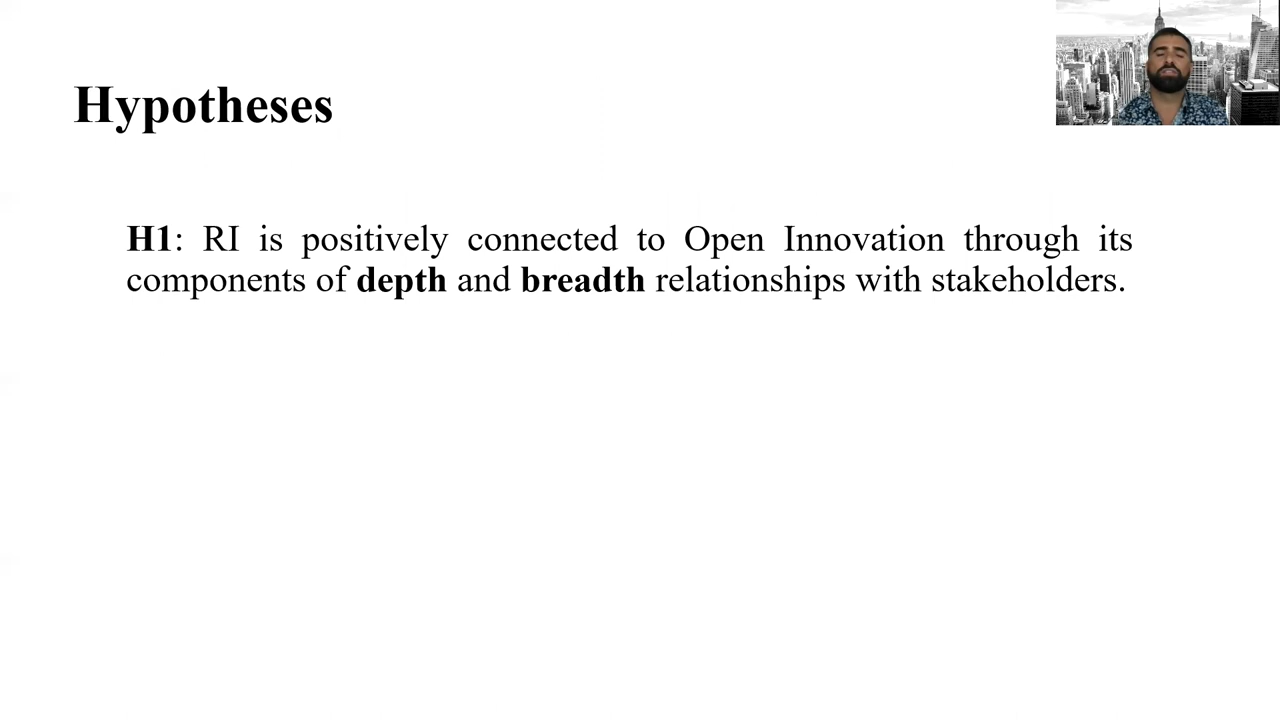 Hypotheses
H1: RI is positively connected to Open Innovation through its
components of depth and breadth relationships with stakeholders.